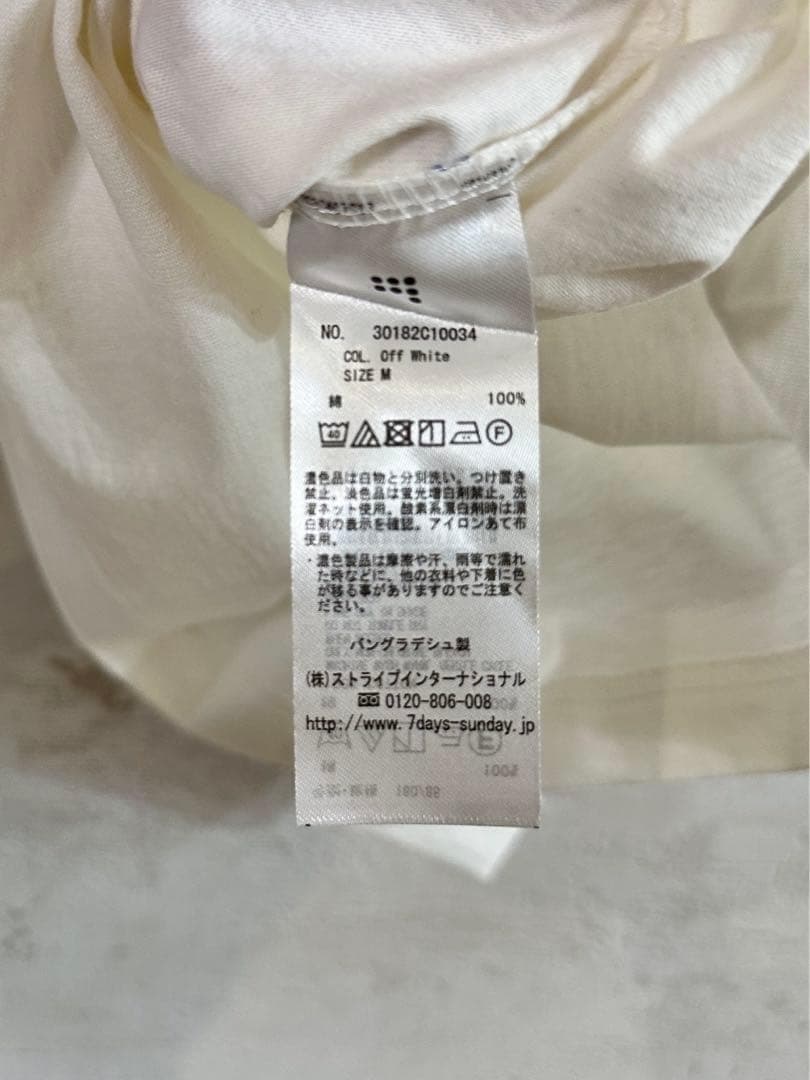 NO. 30182C10034
COL. Off White
SIZE M
綿 100%
40
F
濃色品は白物と分別洗い。つけ置き
禁止。淡色品は蛍光増白剤禁止。洗
濯ネット使用。酸素系漂白剤時は漂
白剤の表示を確認。アイロンあて布
使用。
・濃色製品は摩擦や汗、雨等で濡れ
た時などに、他の衣料や下着に色
が移る事がありますのでご注意く
ださい。
バングラデシュ製
(株)ストライプインターナショナル
0120-806-008
http://www.7days-sunday.jp
綿 100%
180/88